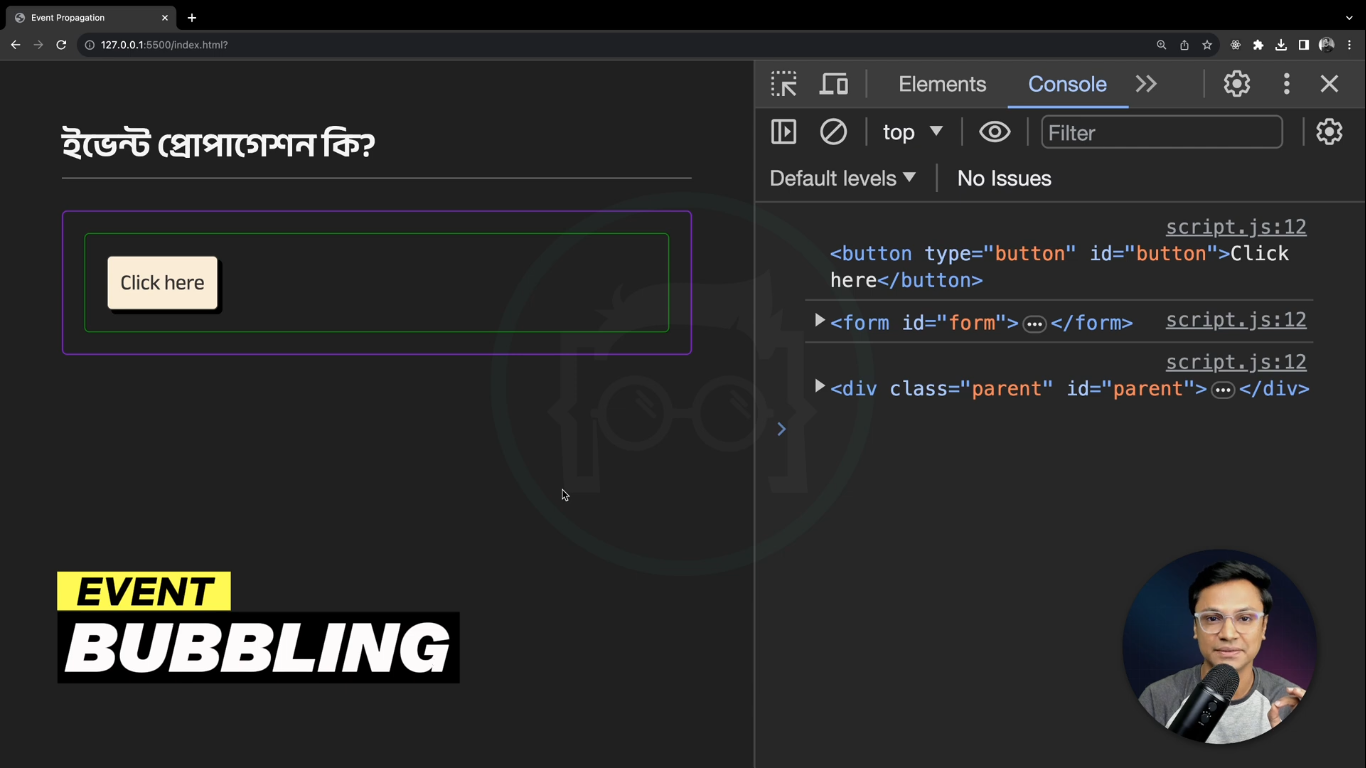 Event Propagation
127.0.0.1:5500/index.html?
ইভেন্ট প্রোপাগেশন কি?
Click here
EVENT
BUBBLING
Elements Console
top Filter
Default levels No Issues
script.js:12
<button type="button" id="button">Click
here</button>
<form id="form"> … </form> script.js:12
script.js:12
<div class="parent" id="parent"> … </div>